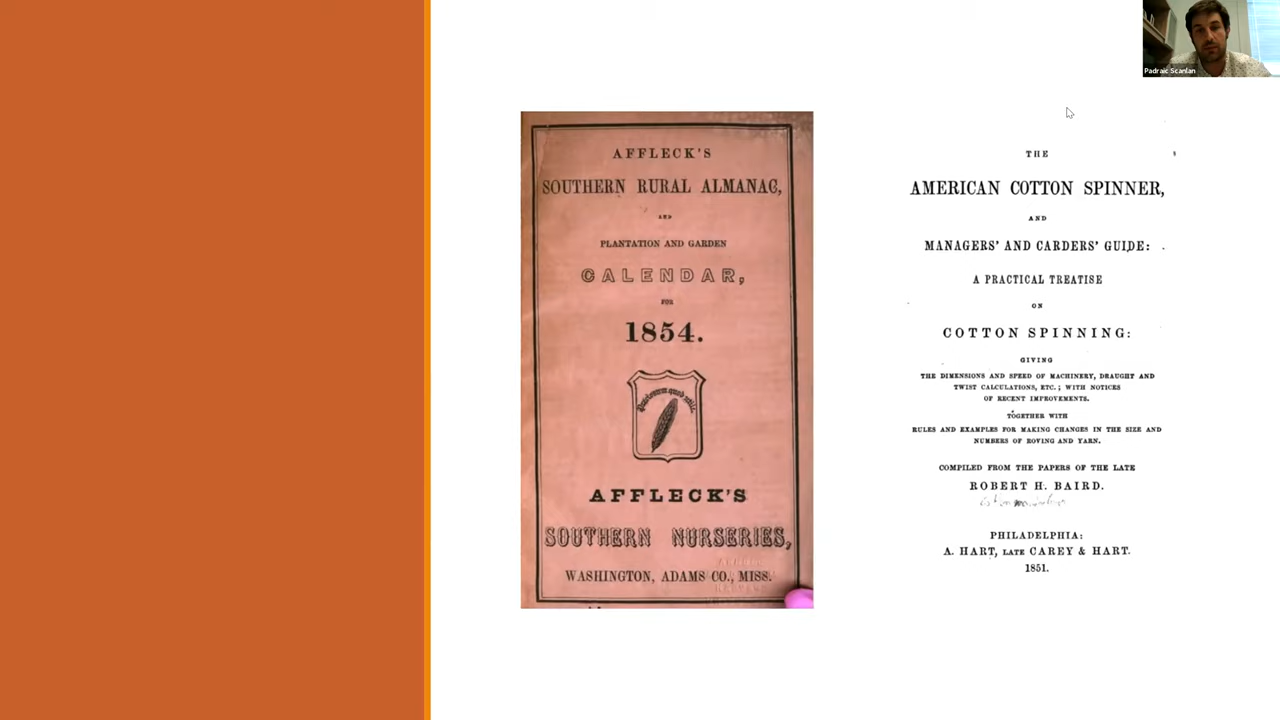 Padraic Scanlan
AFFLECK'S
SOUTHERN RURAL ALMANAC,
AND
PLANTATION AND GARDEN
CALENDAR,
FOR
1854.
AFFLECK'S
SOUTHERN NURSERIES,
WASHINGTON, ADAMS CO., MISS.
THE
AMERICAN COTTON SPINNER,
AND
MANAGERS' AND CARDERS' GUIDE:
A PRACTICAL TREATISE
ON
COTTON SPINNING:
GIVING
THE DIMENSIONS AND SPEED OF MACHINERY, DRAUGHT AND
TWIST CALCULATIONS, ETC.; WITH NOTICES
OF RECENT IMPROVEMENTS.
TOGETHER WITH
RULES AND EXAMPLES FOR MAKING CHANGES IN THE SIZE AND
NUMBERS OF ROVING AND YARN.
COMPILED FROM THE PAPERS OF THE LATE
ROBERT H. BAIRD.
PHILADELPHIA:
A. HART, LATE CAREY & HART.
1851.